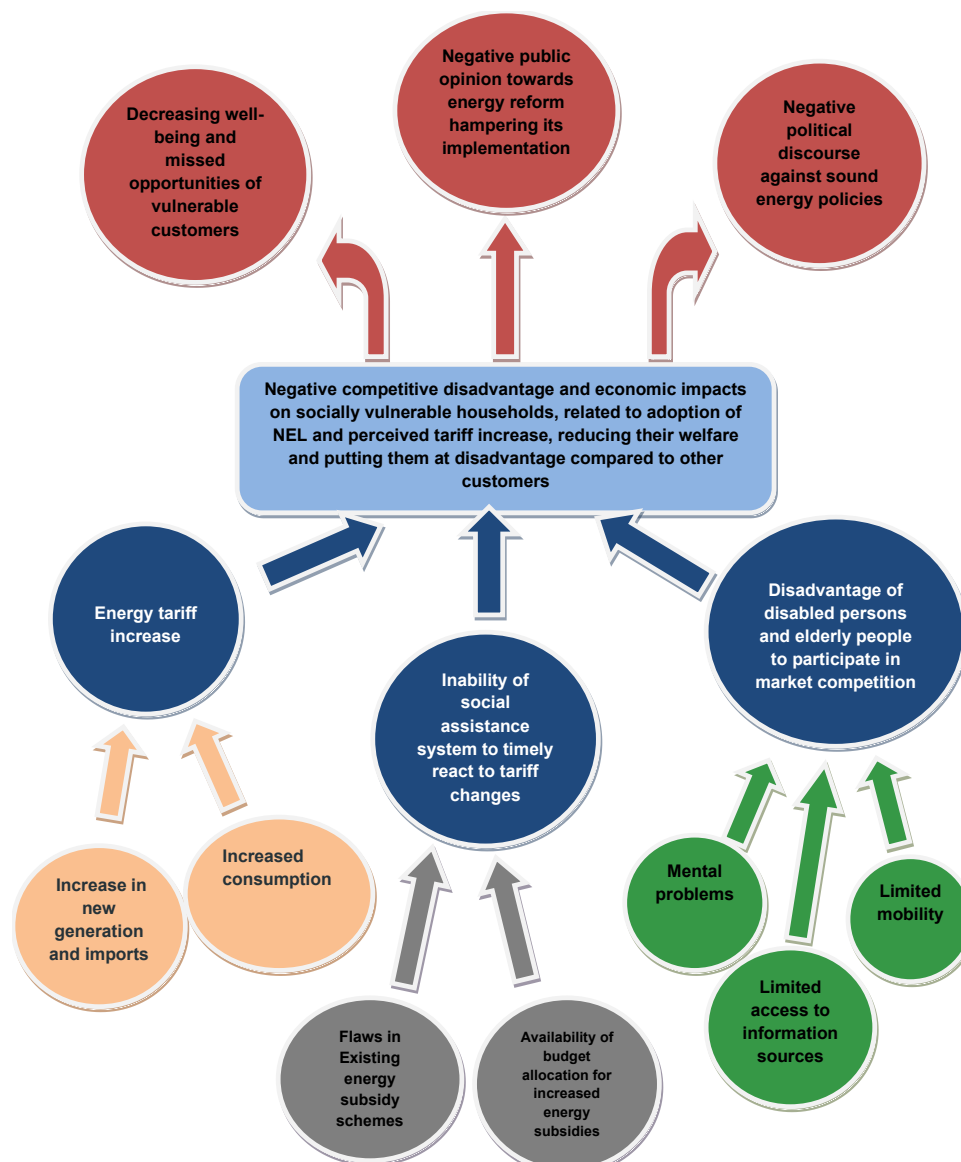 Negative public
opinion towards
energy reform
hampering its
implementation
Decreasing well-
being and
missed
opportunities of
vulnerable
customers
Negative
political
discourse
against sound
energy policies
Negative competitive disadvantage and economic impacts
on socially vulnerable households, related to adoption of
NEL and perceived tariff increase, reducing their welfare
and putting them at disadvantage compared to other
customers
Energy tariff
increase
Inability of
social
assistance
system to timely
react to tariff
changes
Disadvantage of
disabled persons
and elderly people
to participate in
market competition
Increase in
new
generation
and imports
Increased
consumption
Mental
problems
Limited
mobility
Limited
access to
information
sources
Flaws in
Existing
energy
subsidy
schemes
Availability of
budget
allocation for
increased
energy
subsidies